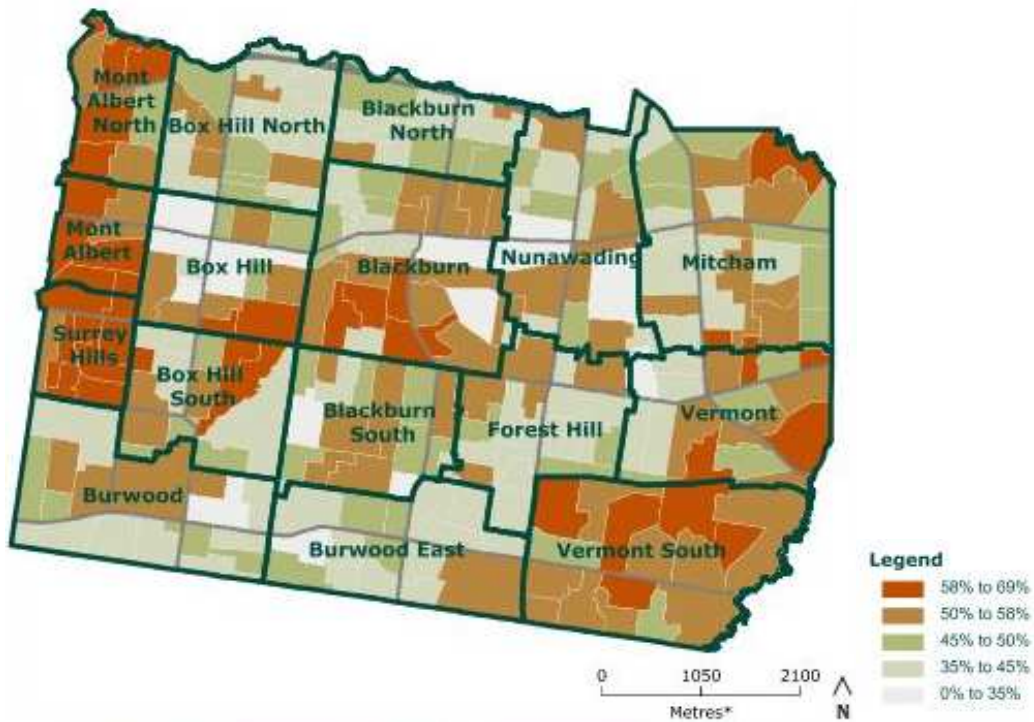 Mont
Albert
North
Box Hill North
Blackburn
North
Mont
Albert
Box Hill
Blackburn
Nunawading
Mitcham
Surrey
Hills
Box Hill
South
Blackburn
South
Forest Hill
Vermont
Burwood
Burwood East
Vermont South
Legend
58% to 69%
50% to 58%
45% to 50%
35% to 45%
0% to 35%
0 1050 2100
Metres*
N